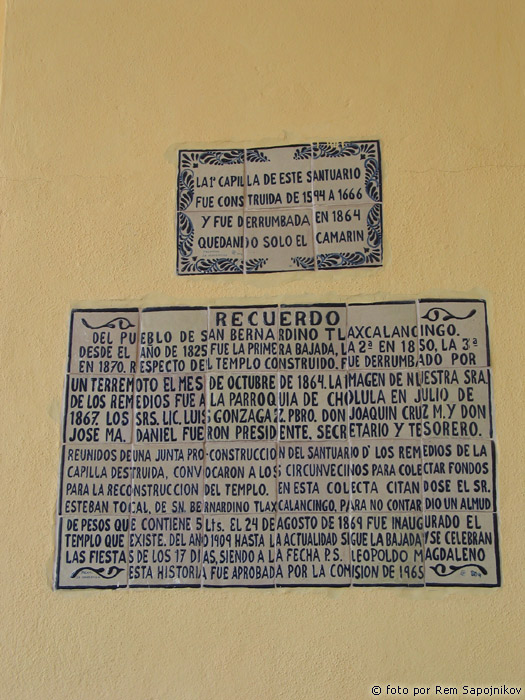 LA 1ª CAPILLA DE ESTE SANTUARIO
FUE CONSTRUIDA DE 1594 A 1666
Y FUE DERRUMBADA EN 1864
QUEDANDO SOLO EL CAMARIN
RECUERDO
DEL PUEBLO DE SAN BERNARDINO TLAXCALANCINGO.
DESDE EL AÑO DE 1825 FUE LA PRIMERA BAJADA, LA 2ª EN 1850, LA 3ª
EN 1870. RESPECTO DEL TEMPLO CONSTRUIDO. FUE DERRUMBADO POR
UN TERREMOTO EL MES DE OCTUBRE DE 1864. LA IMAGEN DE NUESTRA SRA.
DE LOS REMEDIOS FUE A LA PARROQUIA DE CHOLULA EN JULIO DE
1867. LOS SRS. LIC. LUIS GONZAGA Z. PBRO. DON JOAQUIN CRUZ M. Y DON
JOSE MA. DANIEL FUERON PRESIDENTE, SECRETARIO Y TESORERO.
REUNIDOS DE UNA JUNTA PRO-CONSTRUCCION DEL SANTUARIO D' LOS REMEDIOS DE LA
CAPILLA DESTRUIDA, CONVOCARON A LOS CIRCUNVECINOS PARA COLECTAR FONDOS
PARA LA RECONSTRUCCION DEL TEMPLO. EN ESTA COLECTA CITANDOSE EL SR.
ESTEBAN TOCAL, DE SN. BERNARDINO TLAXCALANCINGO, PARA NO CONTAR DIO UN ALMUD
DE PESOS QUE CONTIENE 5 Lts. EL 24 DE AGOSTO DE 1869 FUE INAUGURADO EL
TEMPLO QUE EXISTE. DEL AÑO 1909 HASTA LA ACTUALIDAD SIGUE LA BAJADA Y SE CELEBRAN
LAS FIESTAS DE LOS 17 DIAS, SIENDO A LA FECHA P.S. LEOPOLDO MAGDALENO
ESTA HISTORIA FUE APROBADA POR LA COMISION DE 1965
© foto por Rem Sapojnikov